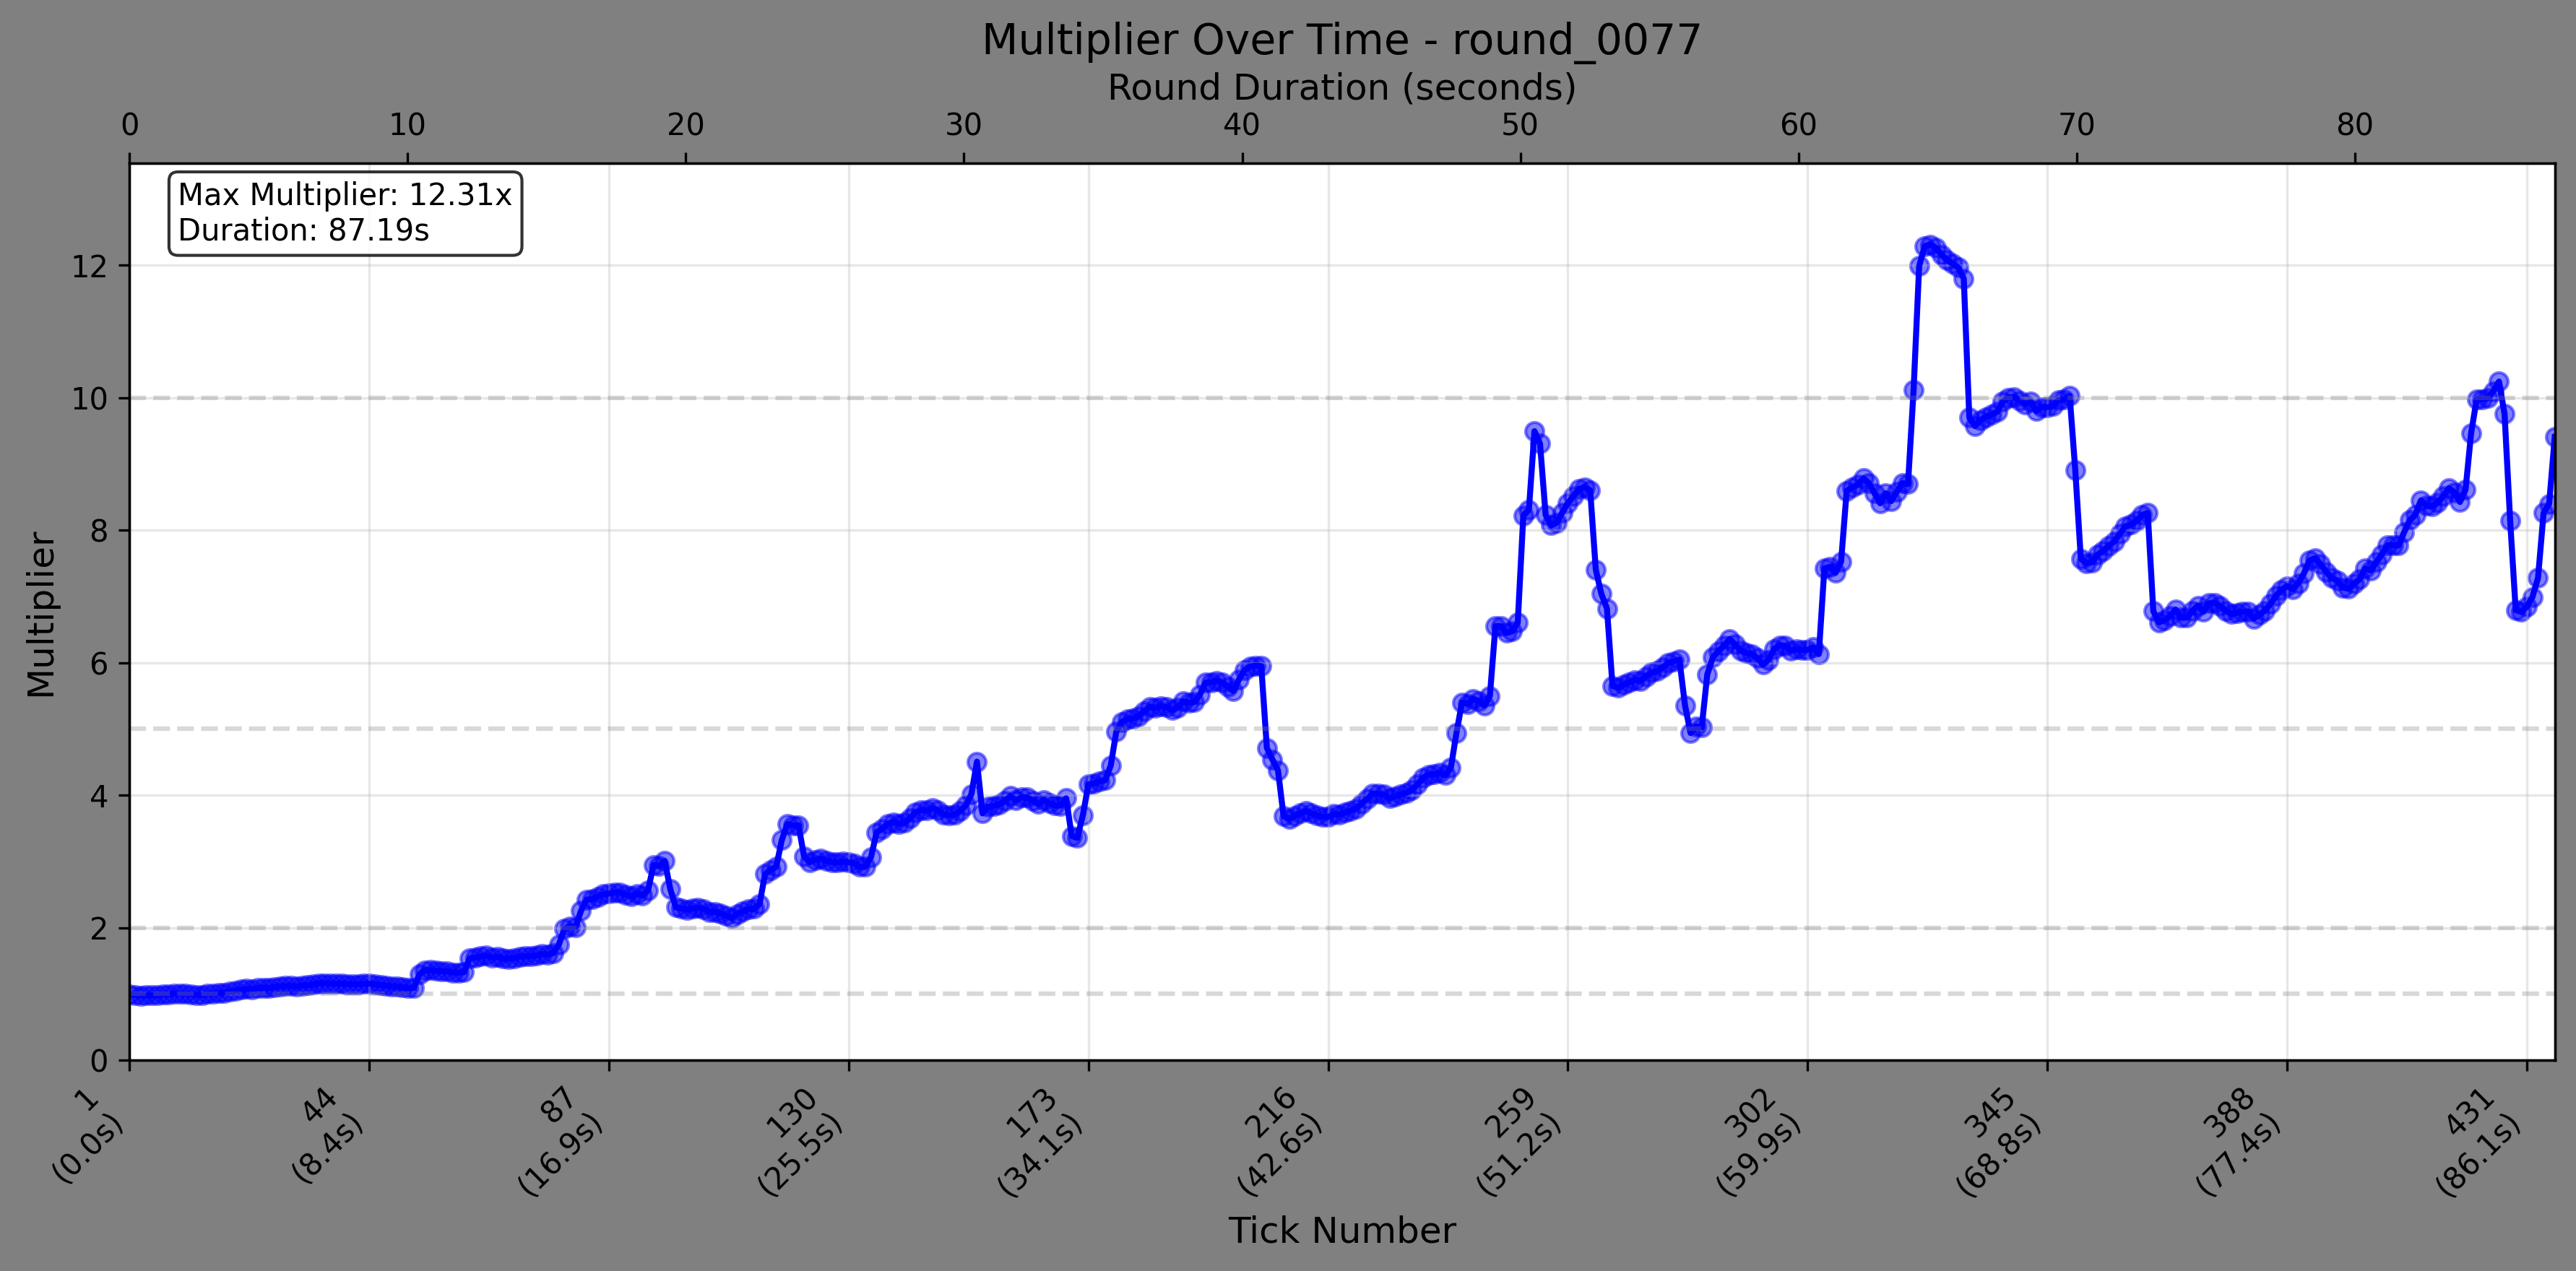 Multiplier Over Time - round_0077
Round Duration (seconds)
0 10 20 30 40 50 60 70 80
Max Multiplier: 12.31x
Duration: 87.19s
Multiplier
12
10
8
6
4
2
0
1
(0.0s)
44
(8.4s)
87
(16.9s)
130
(25.5s)
173
(34.1s)
216
(42.6s)
259
(51.2s)
302
(59.9s)
345
(68.8s)
388
(77.4s)
431
(86.1s)
Tick Number